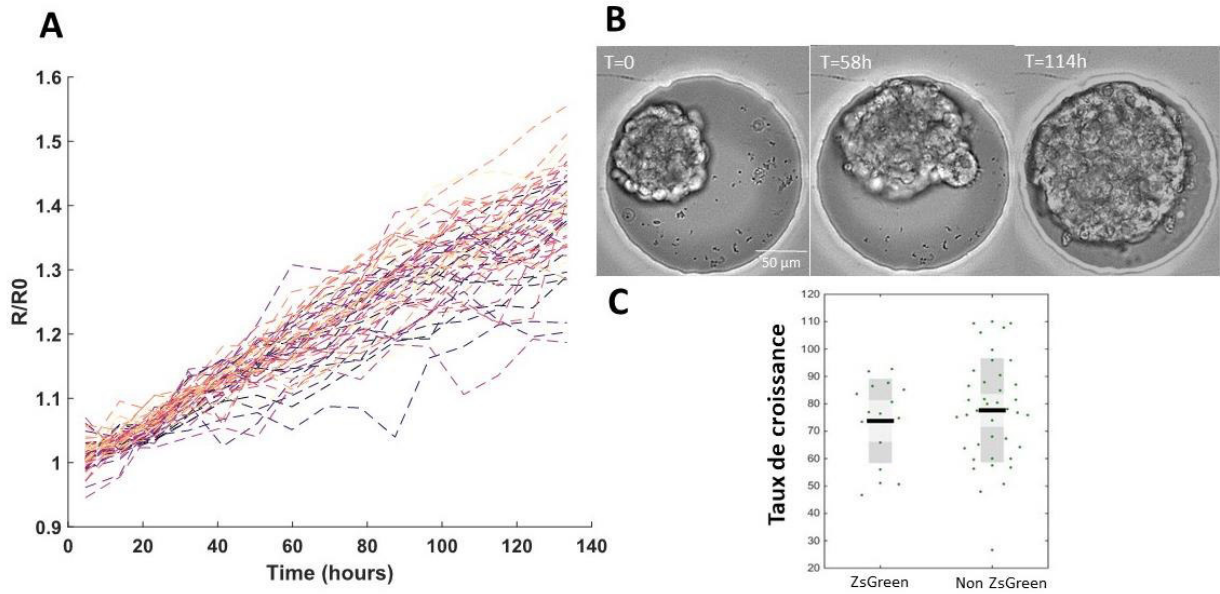 A
1.6
1.5
1.4
1.3
1.2
1.1
1
0.9
R/R0
0 20 40 60 80 100 120 140
Time (hours)
B
T=0
T=58h
T=114h
50 µm
C
120
110
100
90
80
70
60
50
40
30
20
Taux de croissance
ZsGreen
Non ZsGreen